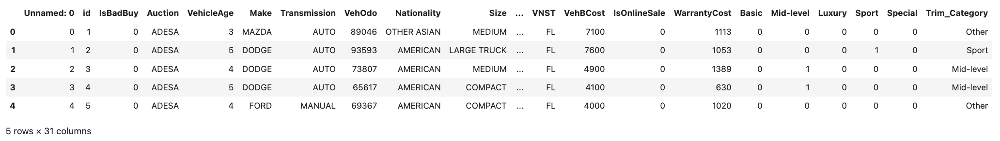 Unnamed: 0 id IsBadBuy Auction VehicleAge Make Transmission VehOdo Nationality Size ... VNST VehBCost IsOnlineSale WarrantyCost Basic Mid-level Luxury Sport Special Trim_Category
0 0 1 0 ADESA 3 MAZDA AUTO 89046 OTHER ASIAN MEDIUM ... FL 7100 0 1113 0 0 0 0 0 Other
1 1 2 0 ADESA 5 DODGE AUTO 93593 AMERICAN LARGE TRUCK ... FL 7600 0 1053 0 0 0 1 0 Sport
2 2 3 0 ADESA 4 DODGE AUTO 73807 AMERICAN MEDIUM ... FL 4900 0 1389 0 1 0 0 0 Mid-level
3 3 4 0 ADESA 5 DODGE AUTO 65617 AMERICAN COMPACT ... FL 4100 0 630 0 1 0 0 0 Mid-level
4 4 5 0 ADESA 4 FORD MANUAL 69367 AMERICAN COMPACT ... FL 4000 0 1020 0 0 0 0 0 Other
5 rows × 31 columns